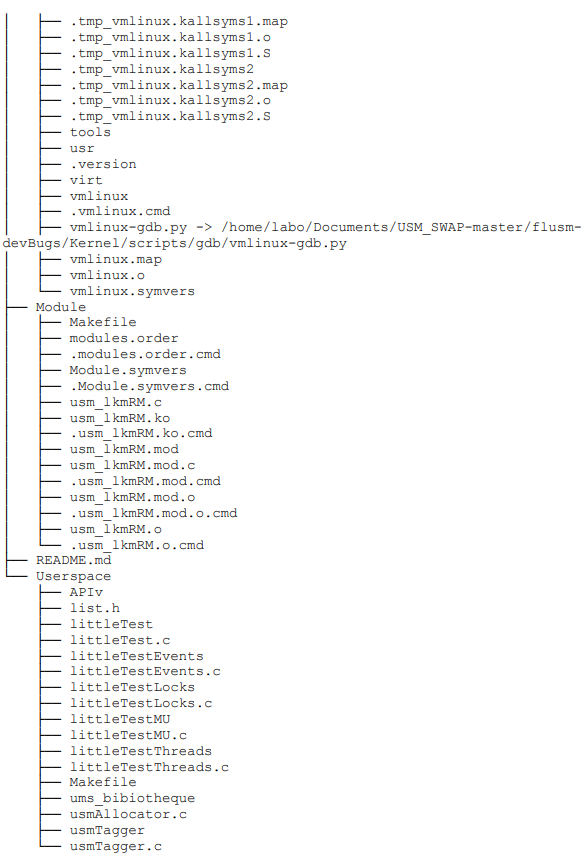 │   ├── .tmp_vmlinux.kallsyms1.map
│   ├── .tmp_vmlinux.kallsyms1.o
│   ├── .tmp_vmlinux.kallsyms1.S
│   ├── .tmp_vmlinux.kallsyms2
│   ├── .tmp_vmlinux.kallsyms2.map
│   ├── .tmp_vmlinux.kallsyms2.o
│   ├── .tmp_vmlinux.kallsyms2.S
│   ├── tools
│   ├── usr
│   ├── .version
│   ├── virt
│   ├── vmlinux
│   ├── .vmlinux.cmd
│   ├── vmlinux-gdb.py -> /home/labo/Documents/USM_SWAP-master/flusm-
devBugs/Kernel/scripts/gdb/vmlinux-gdb.py
│   ├── vmlinux.map
│   ├── vmlinux.o
│   └── vmlinux.symvers
├── Module
│   ├── Makefile
│   ├── modules.order
│   ├── .modules.order.cmd
│   ├── Module.symvers
│   ├── .Module.symvers.cmd
│   ├── usm_lkmRM.c
│   ├── usm_lkmRM.ko
│   ├── .usm_lkmRM.ko.cmd
│   ├── usm_lkmRM.mod
│   ├── usm_lkmRM.mod.c
│   ├── .usm_lkmRM.mod.cmd
│   ├── usm_lkmRM.mod.o
│   ├── .usm_lkmRM.mod.o.cmd
│   ├── usm_lkmRM.o
│   └── .usm_lkmRM.o.cmd
├── README.md
└── Userspace
    ├── APIv
    ├── list.h
    ├── littleTest
    ├── littleTest.c
    ├── littleTestEvents
    ├── littleTestEvents.c
    ├── littleTestLocks
    ├── littleTestLocks.c
    ├── littleTestMU
    ├── littleTestMU.c
    ├── littleTestThreads
    ├── littleTestThreads.c
    ├── Makefile
    ├── ums_bibiotheque
    ├── usmAllocator.c
    ├── usmTagger
    └── usmTagger.c